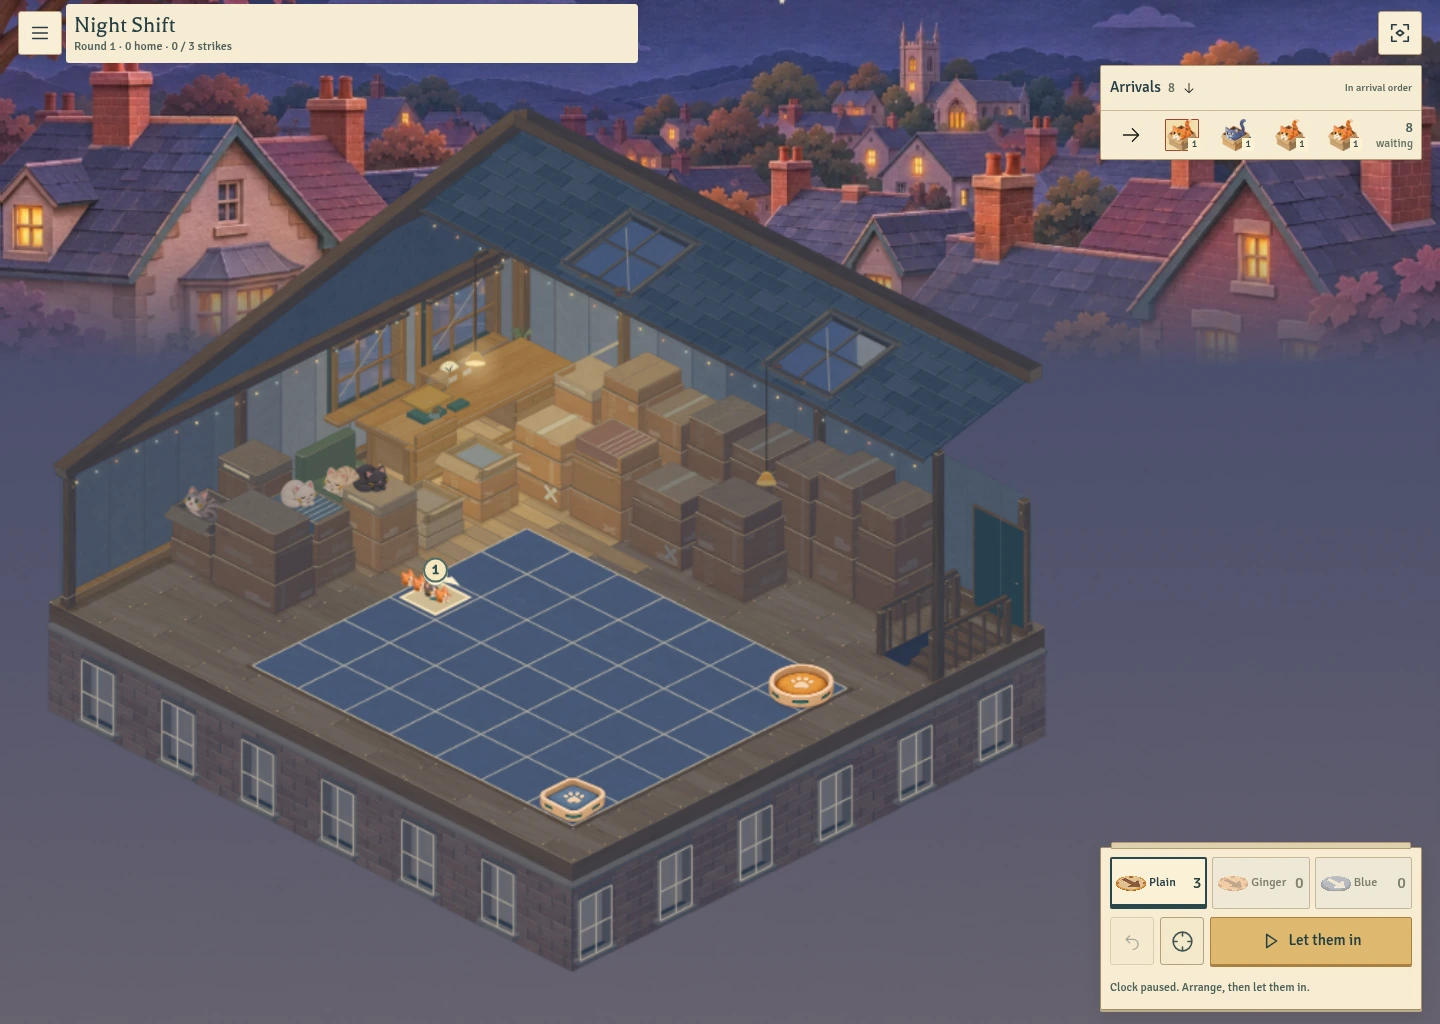 Night Shift
Round 1 · 0 home · 0 / 3 strikes
Arrivals 8 ↓ In arrival order
1 1 1 1 8
waiting
1
Plain 3 Ginger 0 Blue 0
Let them in
Clock paused. Arrange, then let them in.